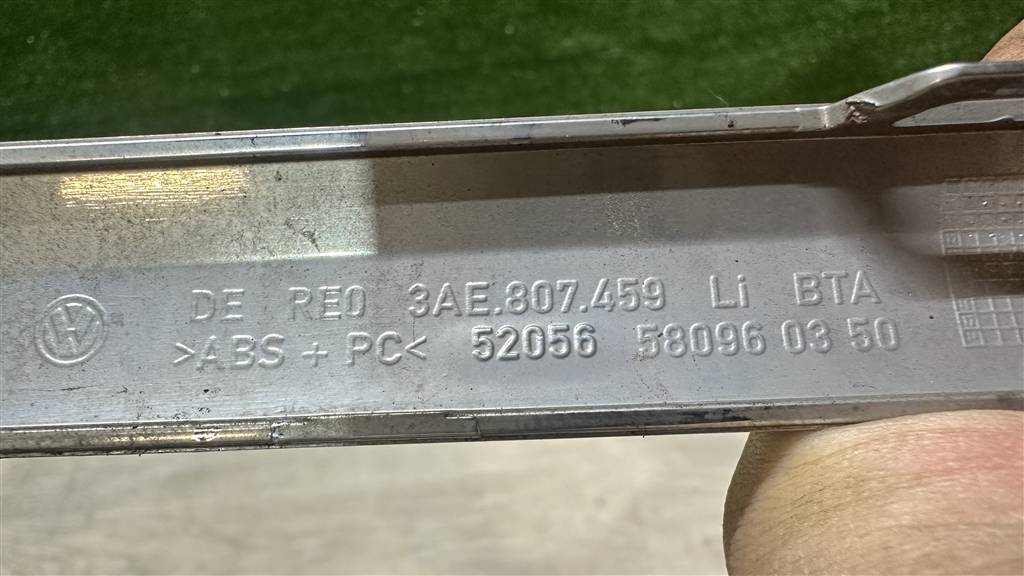 DE RE0 3AE.807.459 Li BTA
>ABS + PC< 52056 58096 03 50